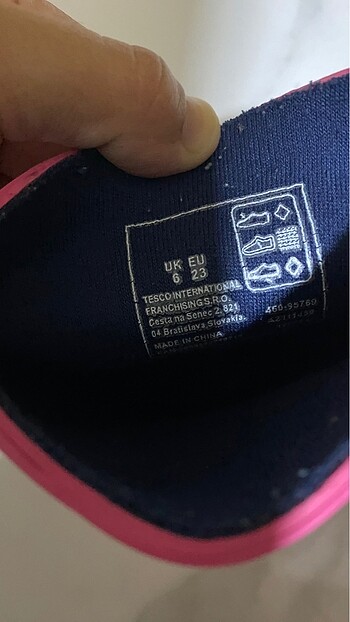 UK EU
6 23
TESCO INTERNATIONAL
FRANCHISING S.R.O.
Cesta na Senec 2, 821
04 Bratislava, Slovakia.
MADE IN CHINA
460-95760